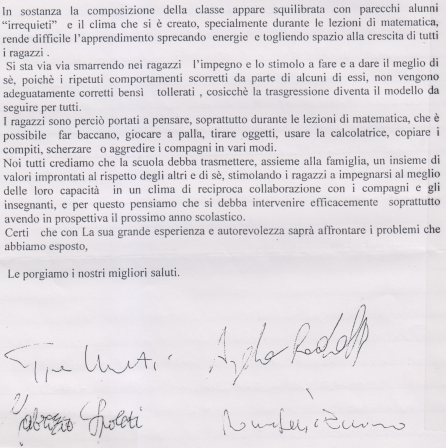 In sostanza la composizione della classe appare squilibrata con parecchi alunni
"irrequieti" e il clima che si è creato, specialmente durante le lezioni di matematica,
rende difficile l'apprendimento sprecando energie e togliendo spazio alla crescita di tutti
i ragazzi .
Si sta via via smarrendo nei ragazzi l'impegno e lo stimolo a fare e a dare il meglio di
sè, poichè i ripetuti comportamenti scorretti da parte di alcuni di essi, non vengono
adeguatamente corretti bensì tollerati , cosicchè la trasgressione diventa il modello da
seguire per tutti.
I ragazzi sono perciò portati a pensare, soprattutto durante le lezioni di matematica, che è
possibile far baccano, giocare a palla, tirare oggetti, usare la calcolatrice, copiare i
compiti, scherzare o aggredire i compagni in vari modi.
Noi tutti crediamo che la scuola debba trasmettere, assieme alla famiglia, un insieme di
valori improntati al rispetto degli altri e di sè, stimolando i ragazzi a impegnarsi al meglio
delle loro capacità in un clima di reciproca collaborazione con i compagni e gli
insegnanti, e per questo pensiamo che si debba intervenire efficacemente soprattutto
avendo in prospettiva il prossimo anno scolastico.
Certi che con La sua grande esperienza e autorevolezza saprà affrontare i problemi che
abbiamo esposto,
Le porgiamo i nostri migliori saluti.